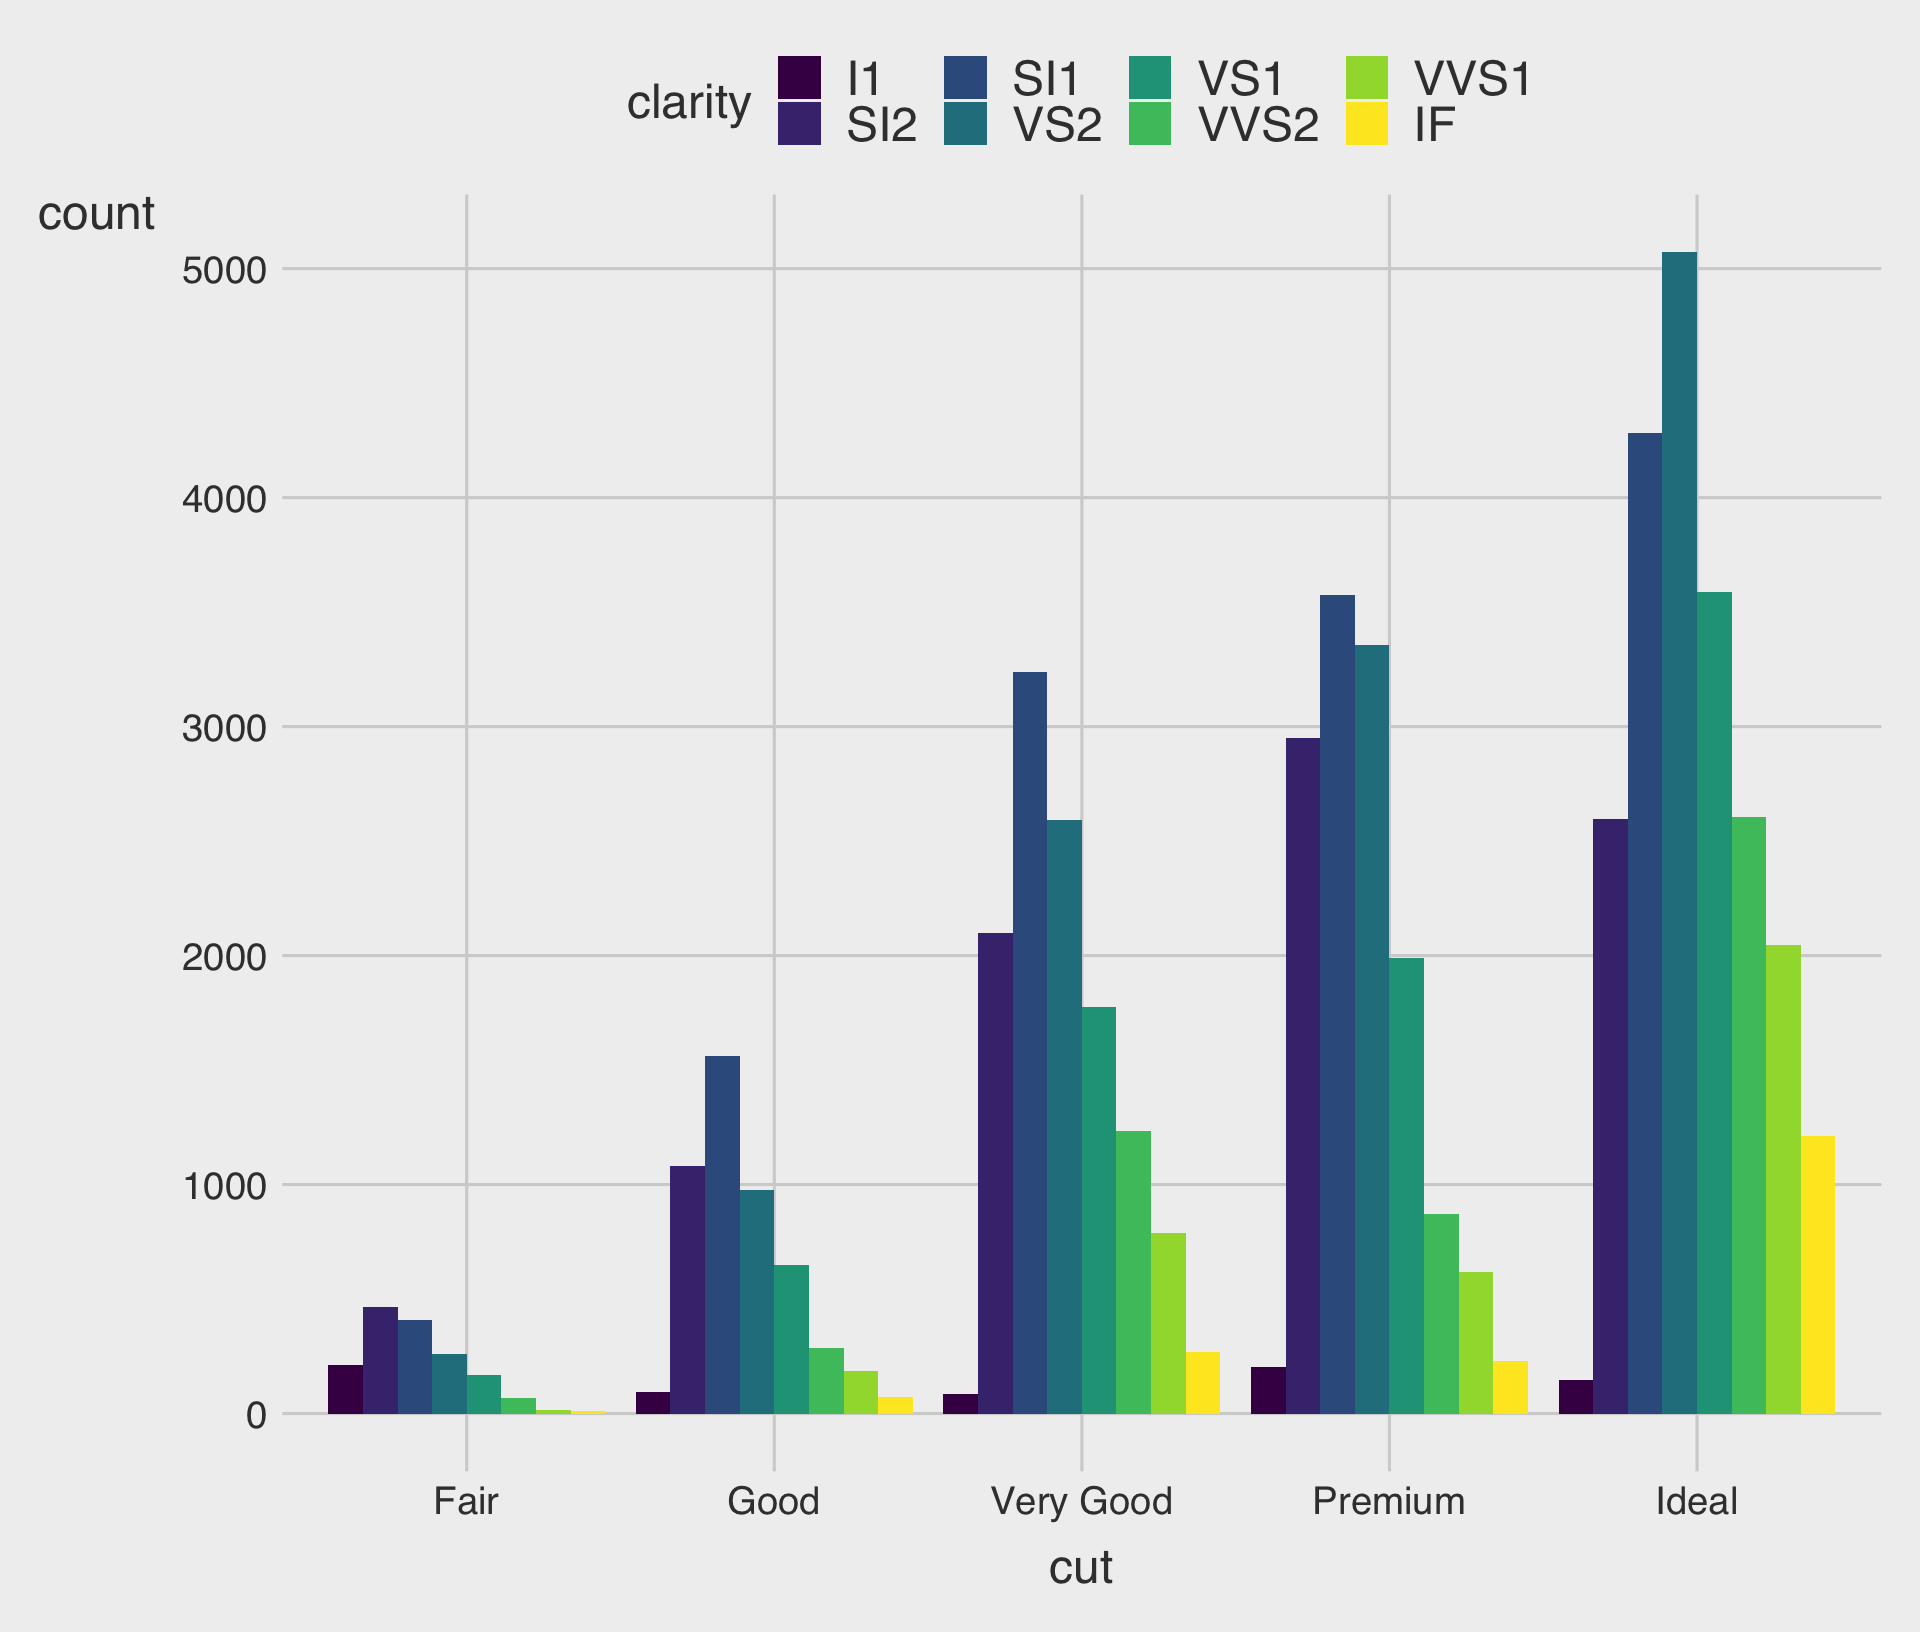 clarity
I1 SI1 VS1 VVS1
SI2 VS2 VVS2 IF
count
5000
4000
3000
2000
1000
0
Fair Good Very Good Premium Ideal
cut